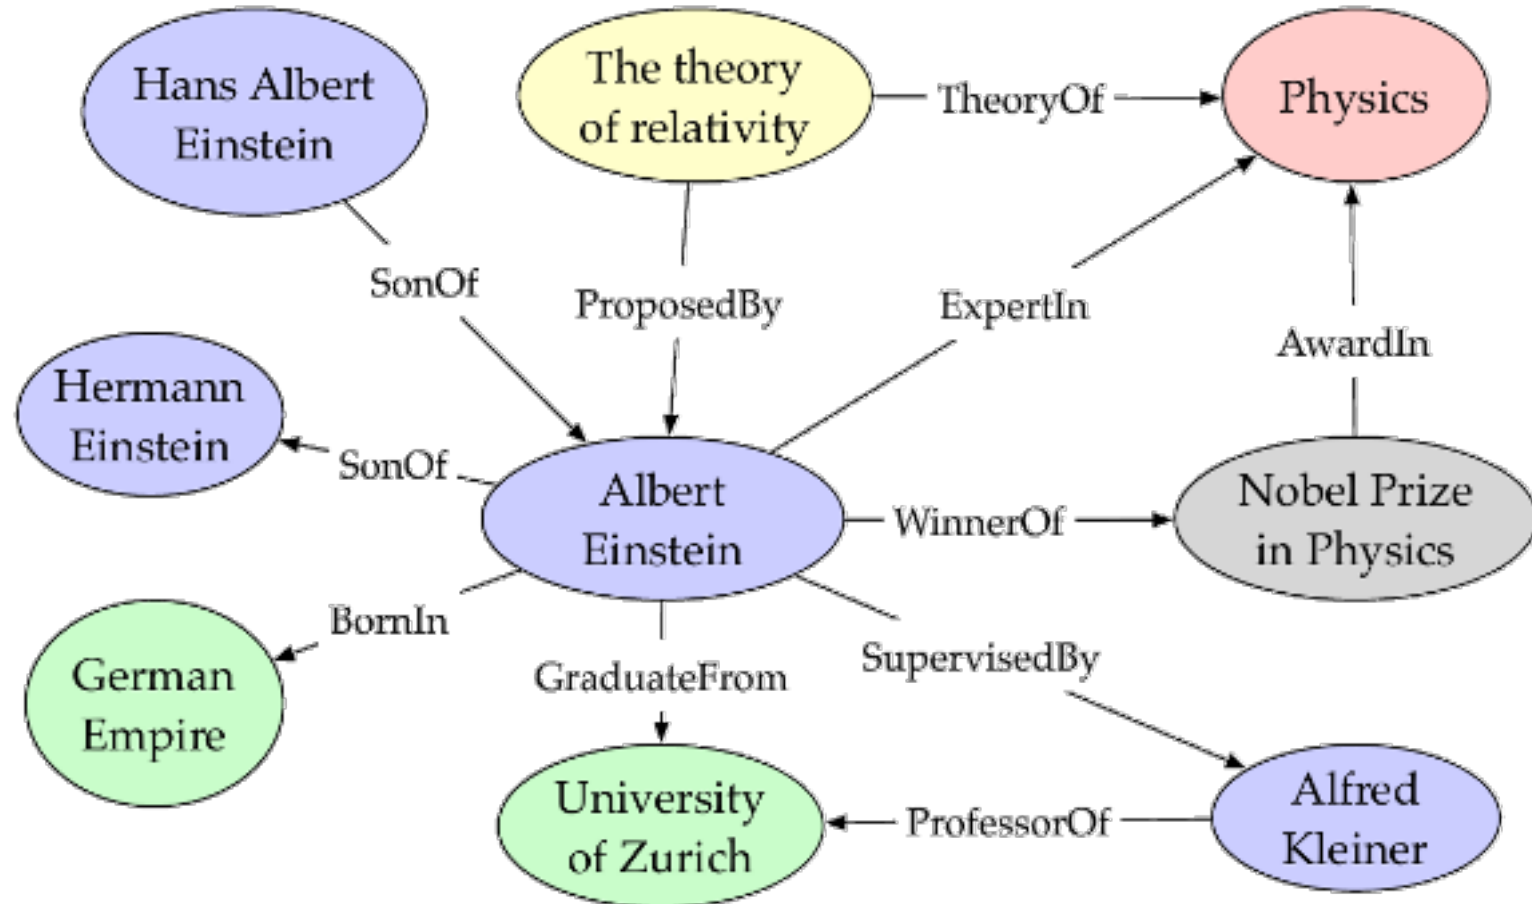 Hans Albert
Einstein
The theory
of relativity
TheoryOf
Physics
SonOf
ProposedBy
ExpertIn
AwardIn
Hermann
Einstein
SonOf
Albert
Einstein
WinnerOf
Nobel Prize
in Physics
BornIn
German
Empire
GraduateFrom
SupervisedBy
University
of Zurich
ProfessorOf
Alfred
Kleiner